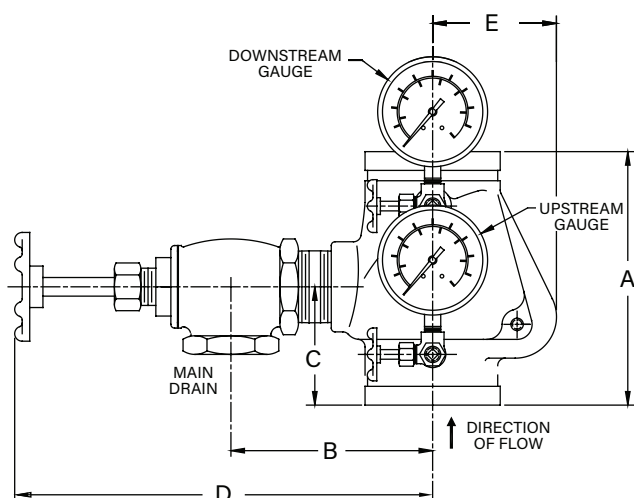 E
DOWNSTREAM
GAUGE
UPSTREAM
GAUGE
A
C
MAIN
DRAIN
DIRECTION
OF FLOW
B
D